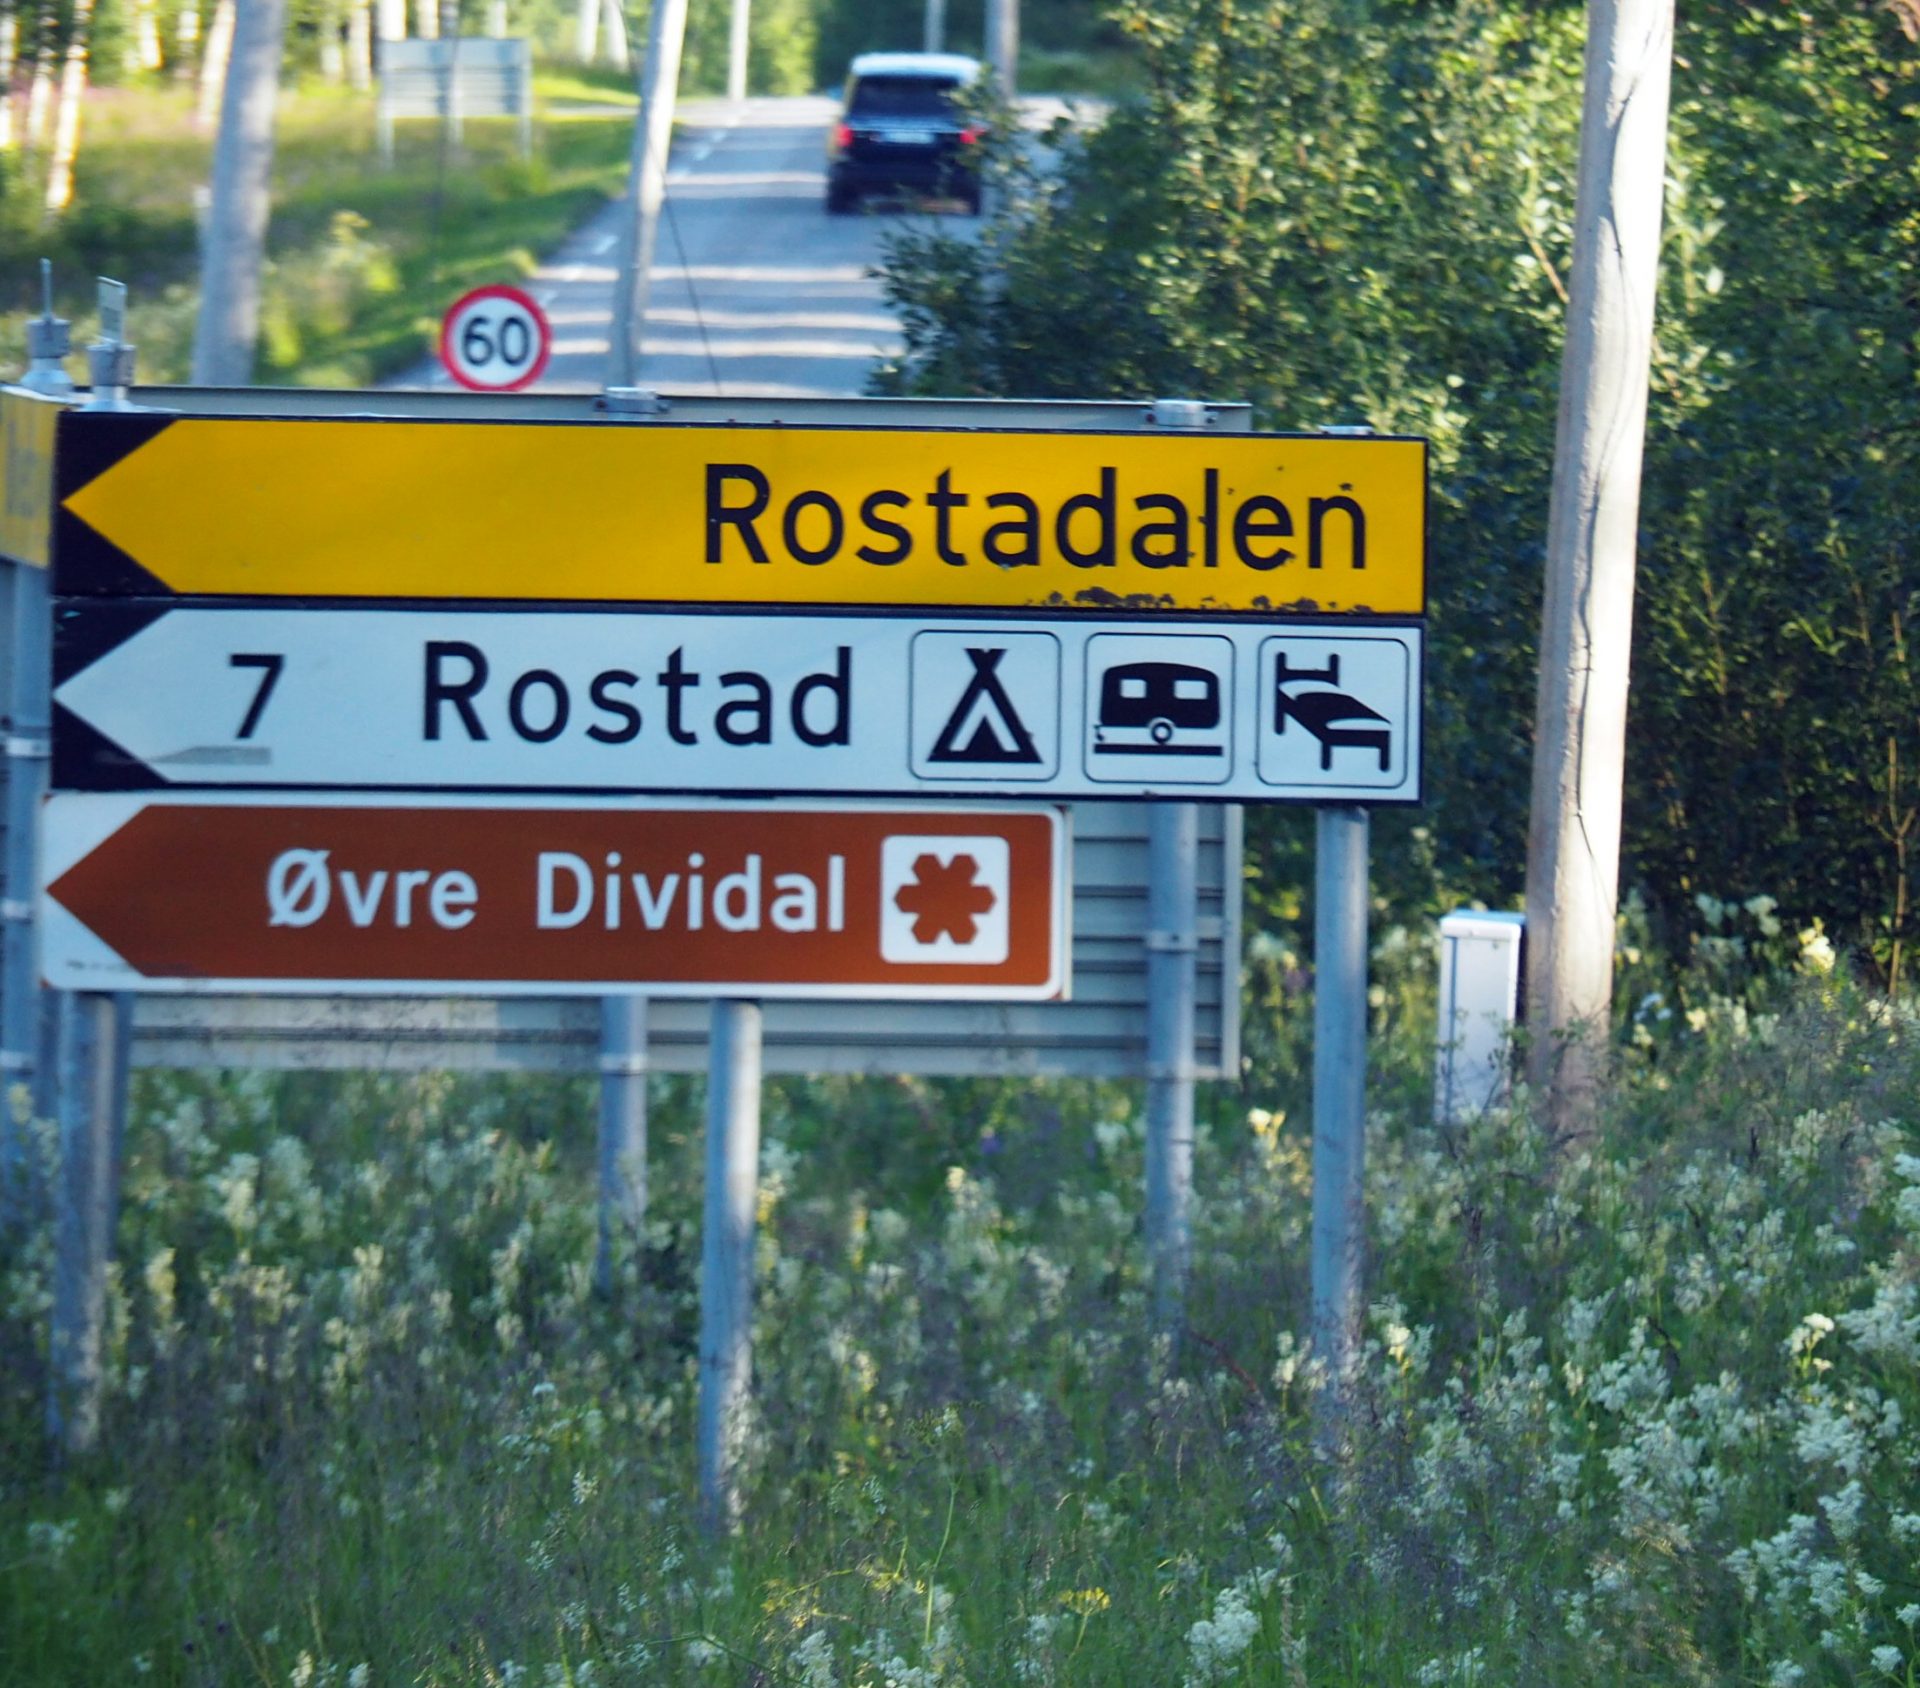 60
Rostadalen
7 Rostad
Øvre Dividal